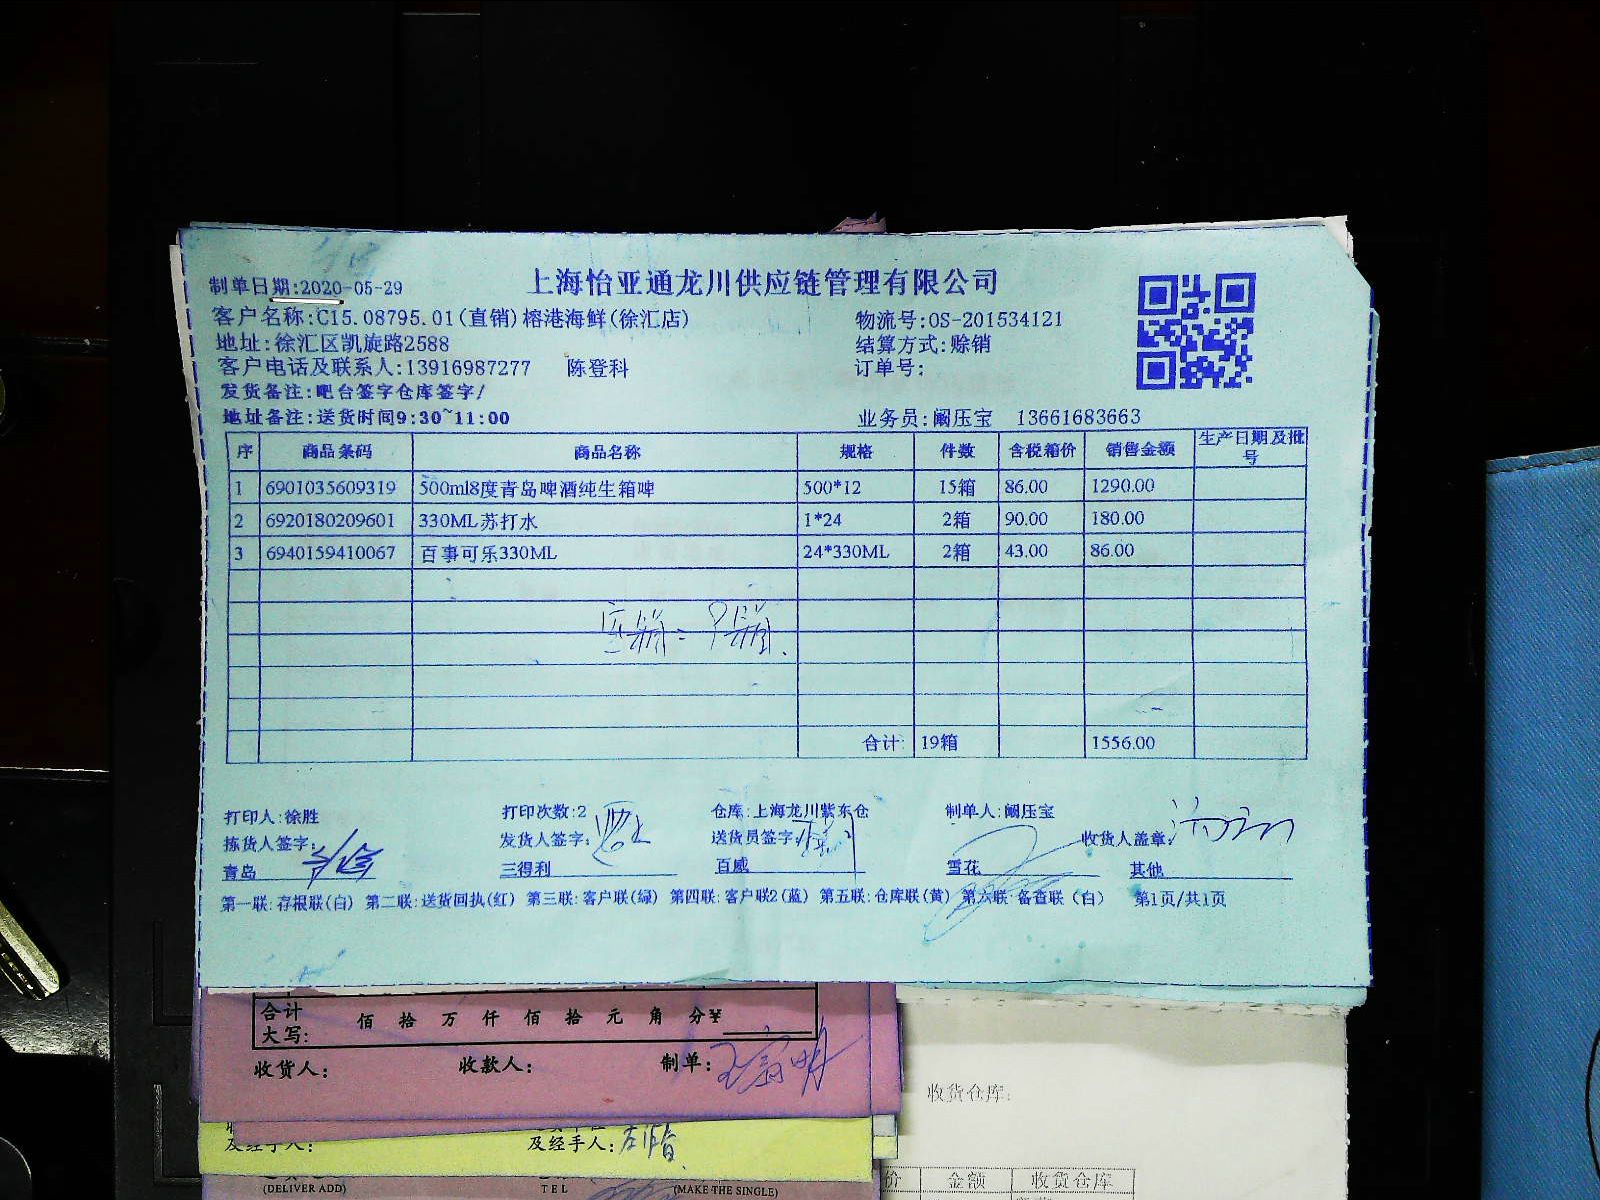 上海怡亚通龙川供应链管理有限公司
制单日期:2020-05-29
客户名称:C15.08795.01(直销)榕港海鲜(徐汇店) 物流号:OS-201534121
地址:徐汇区凯旋路2588 结算方式:赊销
客户电话及联系人:13916987277 陈登科 订单号:
发货备注:吧台签字仓库签字/
地址备注:送货时间9:30~11:00 业务员:阚压宝 13661683663
序 商品条码 商品名称 规格 件数 含税箱价 销售金额 生产日期及批号
1 6901035609319 500ml8度青岛啤酒纯生箱啤 500*12 15箱 86.00 1290.00
2 6920180209601 330ML苏打水 1*24 2箱 90.00 180.00
3 6940159410067 百事可乐330ML 24*330ML 2箱 43.00 86.00
合计: 19箱 1556.00
打印人:徐胜 打印次数:2 仓库:上海龙川紫东仓 制单人:阚压宝
拣货人签字: 发货人签字: 送货员签字: 收货人盖章:
青岛 三得利 百威 雪花 其他
第一联:存根联(白) 第二联:送货回执(红) 第三联:客户联(绿) 第四联:客户联2(蓝) 第五联:仓库联(黄) 第六联:备查联(白) 第1页/共1页
合计
大写: 佰 拾 万 仟 佰 拾 元 角 分¥
收货人: 收款人: 制单:
收货仓库:
及经手人: 及经手人:
价 金额 收货仓库
(DELIVER ADD) TEL (MAKE THE SINGLE)